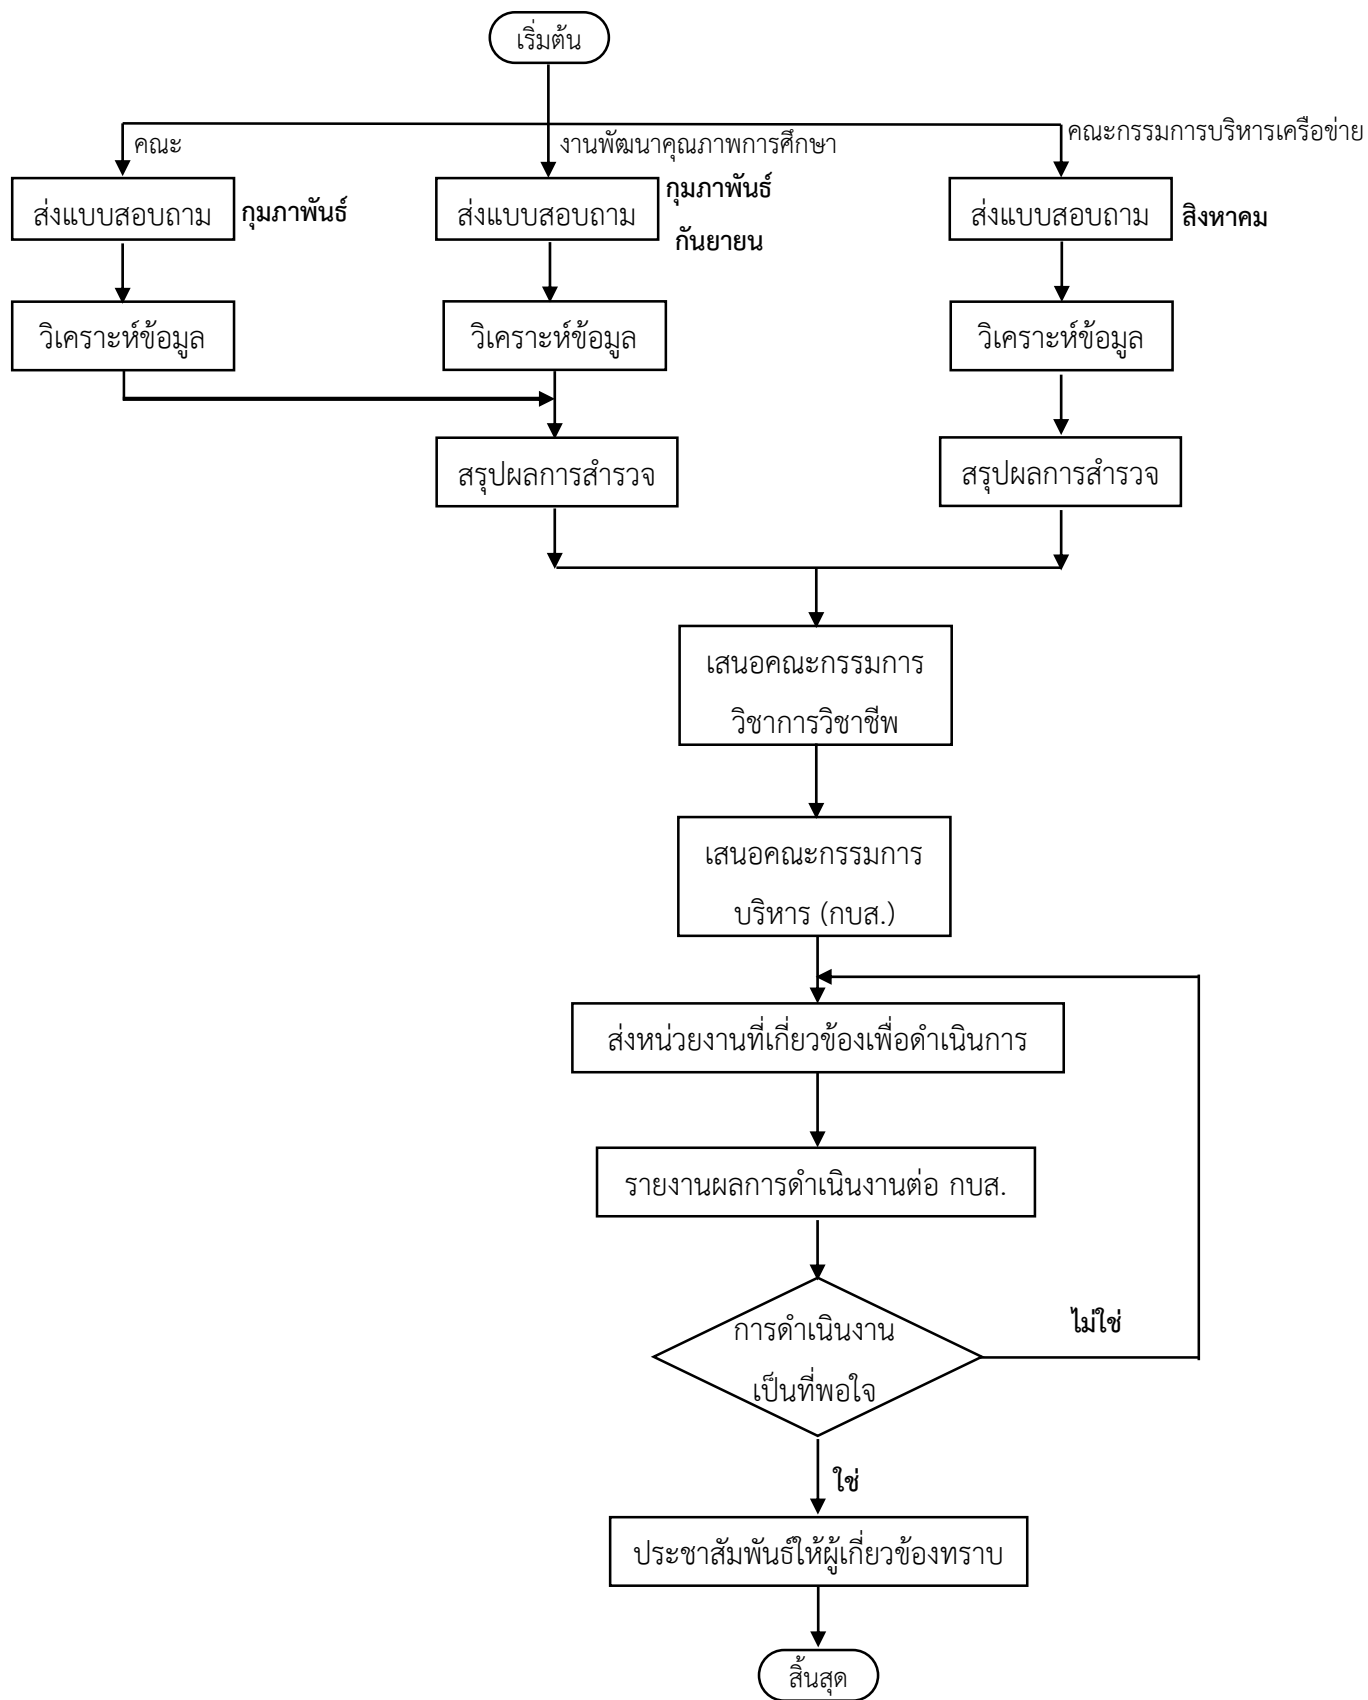 เริ่มต้น
คณะ
งานพัฒนาคุณภาพการศึกษา
คณะกรรมการบริหารเครือข่าย
ส่งแบบสอบถาม
กุมภาพันธ์
ส่งแบบสอบถาม
กุมภาพันธ์
กันยายน
ส่งแบบสอบถาม
สิงหาคม
วิเคราะห์ข้อมูล
วิเคราะห์ข้อมูล
วิเคราะห์ข้อมูล
สรุปผลการสำรวจ
สรุปผลการสำรวจ
เสนอคณะกรรมการ
วิชาการวิชาชีพ
เสนอคณะกรรมการ
บริหาร (กบส.)
ส่งหน่วยงานที่เกี่ยวข้องเพื่อดำเนินการ
รายงานผลการดำเนินงานต่อ กบส.
การดำเนินงาน
เป็นที่พอใจ
ไม่ใช่
ใช่
ประชาสัมพันธ์ให้ผู้เกี่ยวข้องทราบ
สิ้นสุด